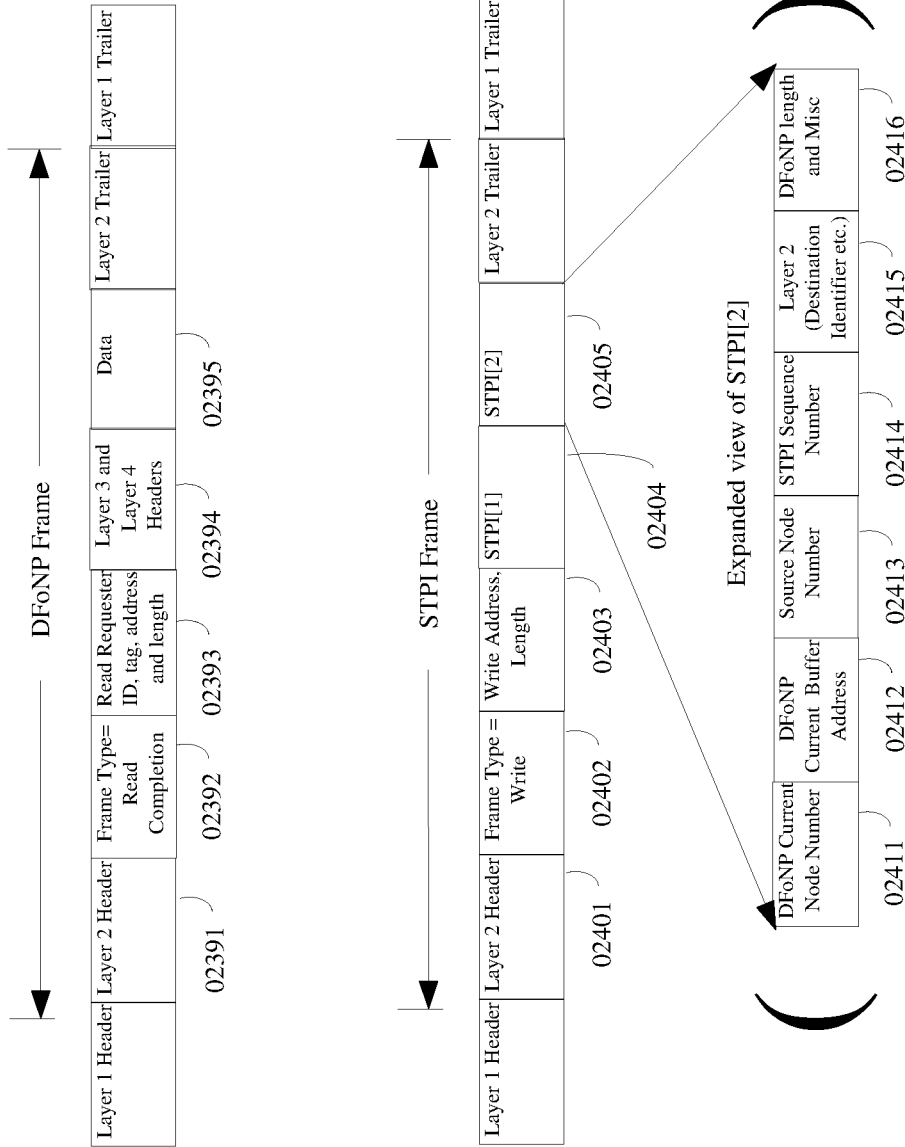 DFoNP Frame
Layer 1 Header
Layer 2 Header
Frame Type=
Read
Completion
Read Requester
ID, tag, address
and length
Layer 3 and
Layer 4
Headers
Data
Layer 2 Trailer
Layer 1 Trailer
02391
02392
02393
02394
02395
STPI Frame
Layer 1 Header
Layer 2 Header
Frame Type =
Write
Write Address,
Length
STPI[1]
STPI[2]
Layer 2 Trailer
Layer 1 Trailer
02401
02402
02403
02404
02405
Expanded view of STPI[2]
DFoNP Current
Node Number
DFoNP
Current Buffer
Address
Source Node
Number
STPI Sequence
Number
Layer 2
(Destination
Identifier etc.)
DFoNP length
and Misc
02411
02412
02413
02414
02415
02416